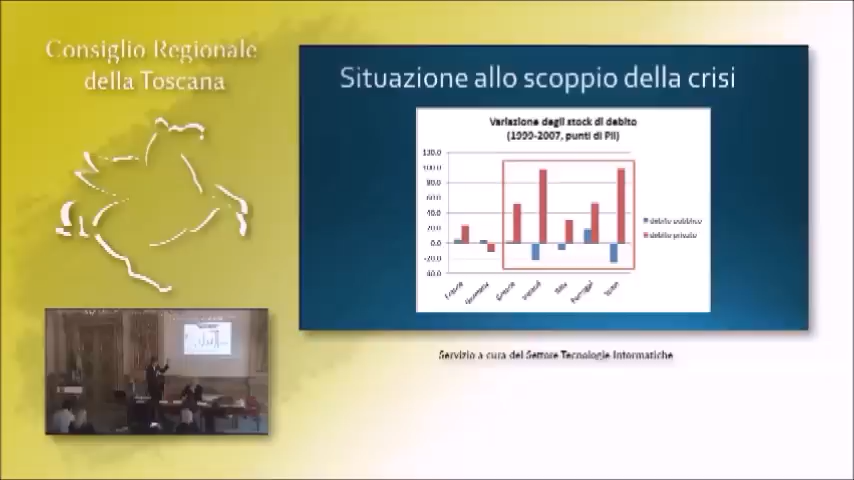 Consiglio Regionale
della Toscana
Situazione allo scoppio della crisi
Variazione degli stock di debito
(1999-2007, punti di Pil)
120.0
100.0
80.0
60.0
40.0
20.0
0.0
-20.0
40.0
Francia
Germania
Grecia
Irlanda
Italia
Portogallo
debito pubblico
debito privato
Servizio a cura del Settore Tecnologie Informatiche